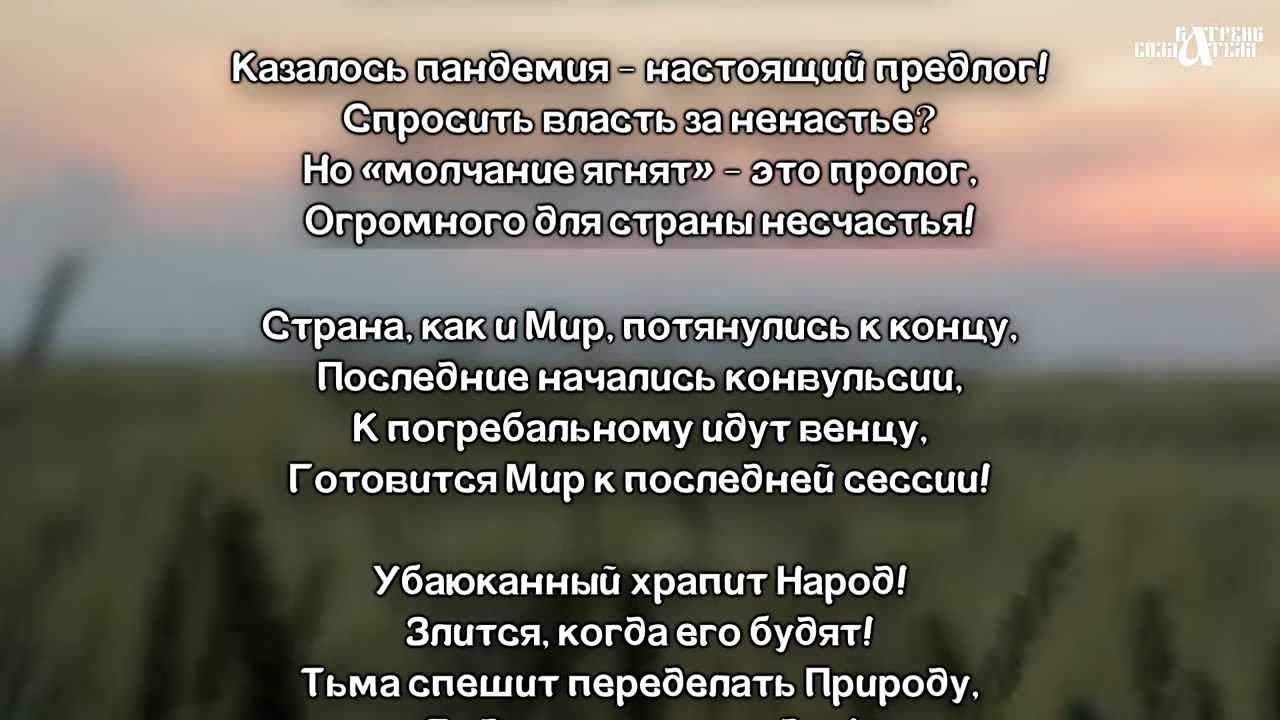 КАТРЕНЫ
СОЗДАТЕЛЯ
Казалось пандемия – настоящий предлог!
Спросить власть за ненастье?
Но «молчание ягнят» – это пролог,
Огромного для страны несчастья!
Страна, как и Мир, потянулись к концу,
Последние начались конвульсии,
К погребальному идут венцу,
Готовится Мир к последней сессии!
Убаюканный храпит Народ!
Злится, когда его будят!
Тьма спешит переделать Природу,